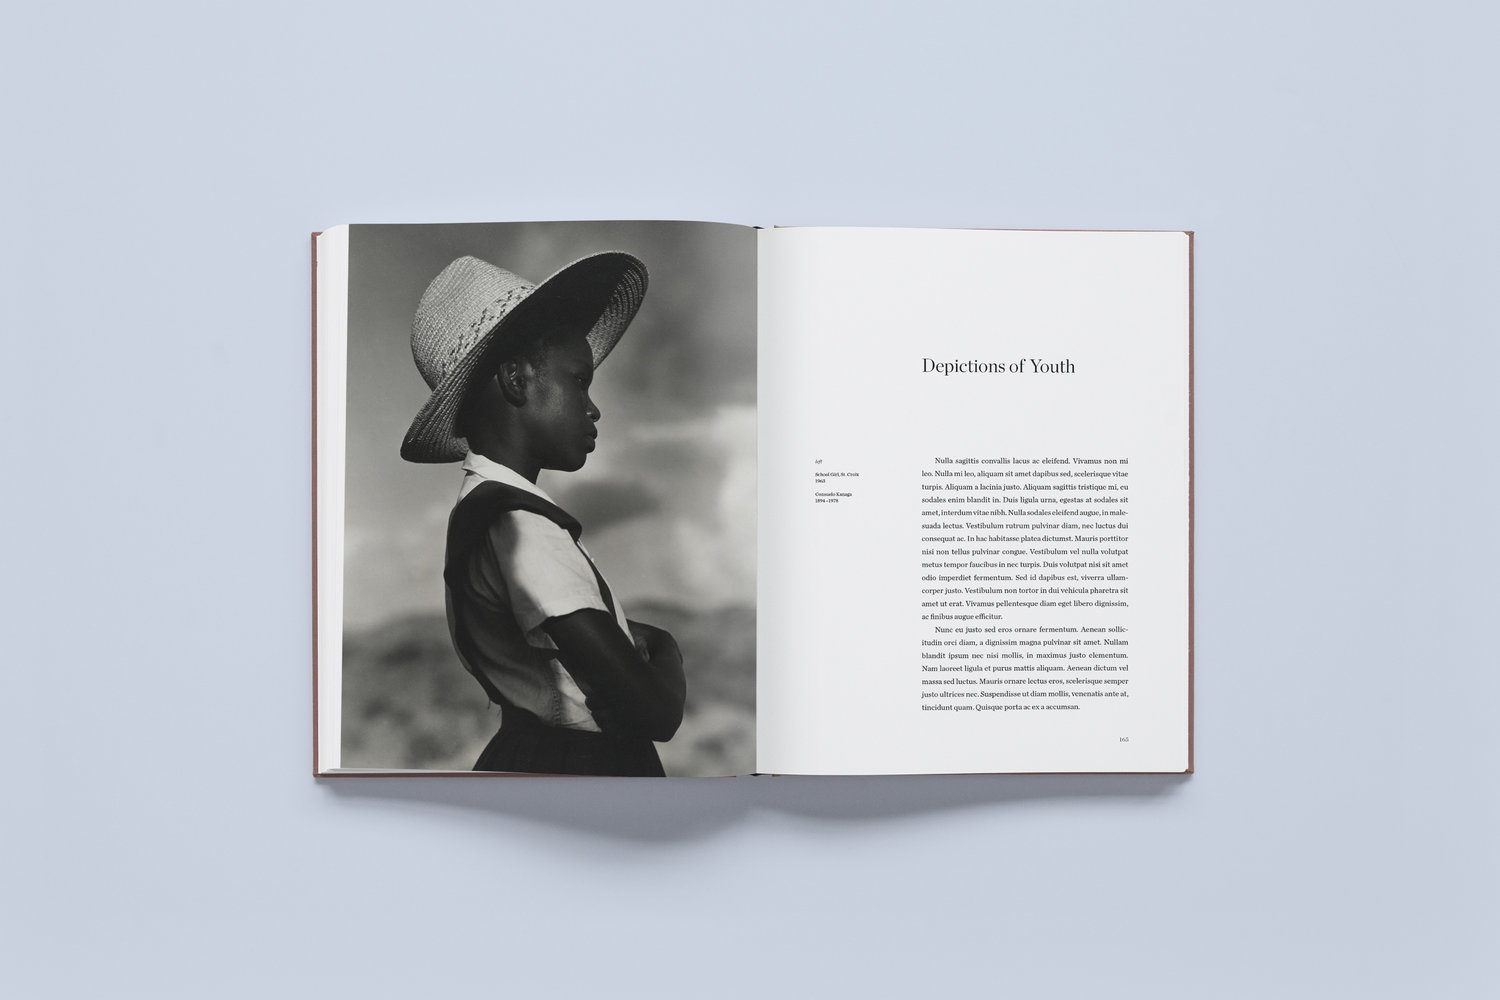 Depictions of Youth
left
School Girl, St. Croix
1963
Consuelo Kanaga
1894–1978
Nulla sagittis convallis lacus ac eleifend. Vivamus non mi
leo. Nulla mi leo, aliquam sit amet dapibus sed, scelerisque vitae
turpis. Aliquam a lacinia justo. Aliquam sagittis tristique mi, eu
sodales enim blandit in. Duis ligula urna, egestas at sodales sit
amet, interdum vitae nibh. Nulla sodales eleifend augue, in male-
suada lectus. Vestibulum rutrum pulvinar diam, nec luctus dui
consequat ac. In hac habitasse platea dictumst. Mauris porttitor
nisi non tellus pulvinar congue. Vestibulum vel nulla volutpat
metus tempor faucibus in nec turpis. Duis volutpat nisi sit amet
odio imperdiet fermentum. Sed id dapibus est, viverra ullam-
corper justo. Vestibulum non tortor in dui vehicula pharetra sit
amet ut erat. Vivamus pellentesque diam eget libero dignissim,
ac finibus augue efficitur.
Nunc eu justo sed eros ornare fermentum. Aenean sollic-
itudin orci diam, a dignissim magna pulvinar sit amet. Nullam
blandit ipsum nec nisi mollis, in maximus justo elementum.
Nam laoreet ligula et purus mattis aliquam. Aenean dictum vel
massa sed luctus. Mauris ornare lectus eros, scelerisque semper
justo ultrices nec. Suspendisse ut diam mollis, venenatis ante at,
tincidunt quam. Quisque porta ac ex a accumsan.
165